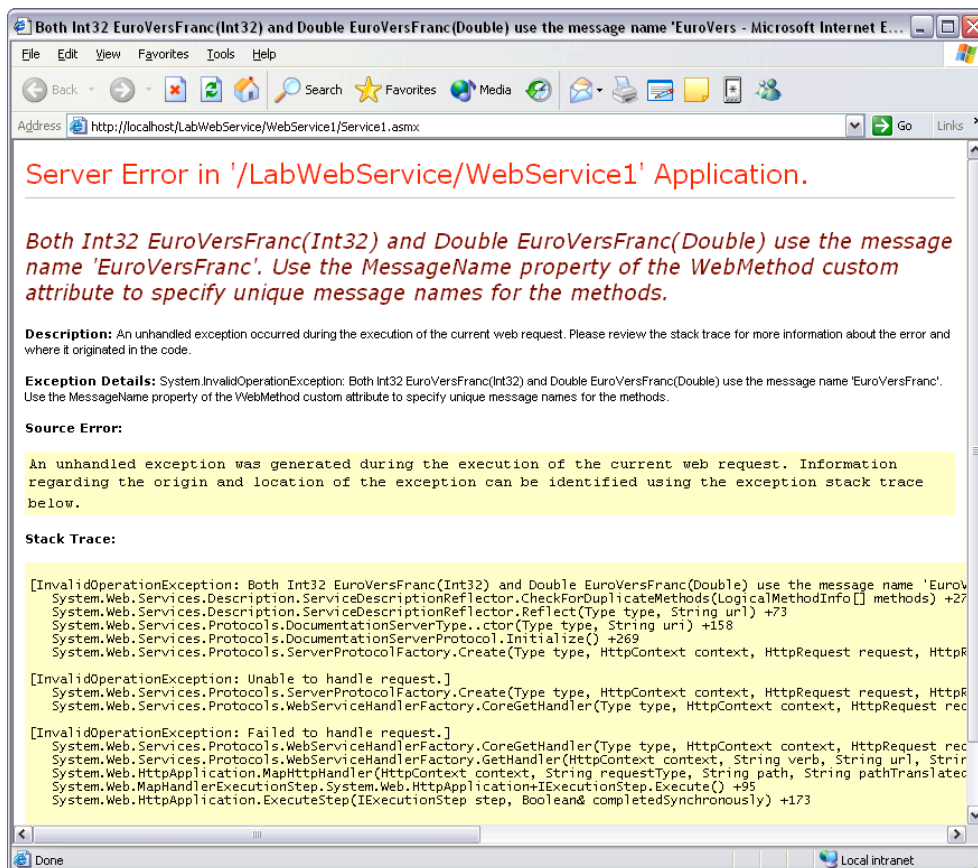 Both Int32 EuroVersFranc(Int32) and Double EuroVersFranc(Double) use the message name 'EuroVers - Microsoft Internet E...
File Edit View Favorites Tools Help
Back Search Favorites Media
Address http://localhost/LabWebService/WebService1/Service1.asmx Go Links
Server Error in '/LabWebService/WebService1' Application.
Both Int32 EuroVersFranc(Int32) and Double EuroVersFranc(Double) use the message
name 'EuroVersFranc'. Use the MessageName property of the WebMethod custom
attribute to specify unique message names for the methods.
Description: An unhandled exception occurred during the execution of the current web request. Please review the stack trace for more information about the error and
where it originated in the code.
Exception Details: System.InvalidOperationException: Both Int32 EuroVersFranc(Int32) and Double EuroVersFranc(Double) use the message name 'EuroVersFranc'.
Use the MessageName property of the WebMethod custom attribute to specify unique message names for the methods.
Source Error:
An unhandled exception was generated during the execution of the current web request. Information
regarding the origin and location of the exception can be identified using the exception stack trace
below.
Stack Trace:
[InvalidOperationException: Both Int32 EuroVersFranc(Int32) and Double EuroVersFranc(Double) use the message name 'EuroV
System.Web.Services.Description.ServiceDescriptionReflector.CheckForDuplicateMethods(LogicalMethodInfo[] methods) +27
System.Web.Services.Description.ServiceDescriptionReflector.Reflect(Type type, String url) +73
System.Web.Services.Protocols.DocumentationServerType..ctor(Type type, String uri) +158
System.Web.Services.Protocols.DocumentationServerProtocol.Initialize() +269
System.Web.Services.Protocols.ServerProtocolFactory.Create(Type type, HttpContext context, HttpRequest request, HttpR
[InvalidOperationException: Unable to handle request.]
System.Web.Services.Protocols.ServerProtocolFactory.Create(Type type, HttpContext context, HttpRequest request, HttpR
System.Web.Services.Protocols.WebServiceHandlerFactory.CoreGetHandler(Type type, HttpContext context, HttpRequest req
[InvalidOperationException: Failed to handle request.]
System.Web.Services.Protocols.WebServiceHandlerFactory.CoreGetHandler(Type type, HttpContext context, HttpRequest req
System.Web.Services.Protocols.WebServiceHandlerFactory.GetHandler(HttpContext context, String verb, String url, Strin
System.Web.HttpApplication.MapHttpHandler(HttpContext context, String requestType, String path, String pathTranslated
System.Web.MapHandlerExecutionStep.System.Web.HttpApplication+IExecutionStep.Execute() +95
System.Web.HttpApplication.ExecuteStep(IExecutionStep step, Boolean& completedSynchronously) +173
Done Local intranet